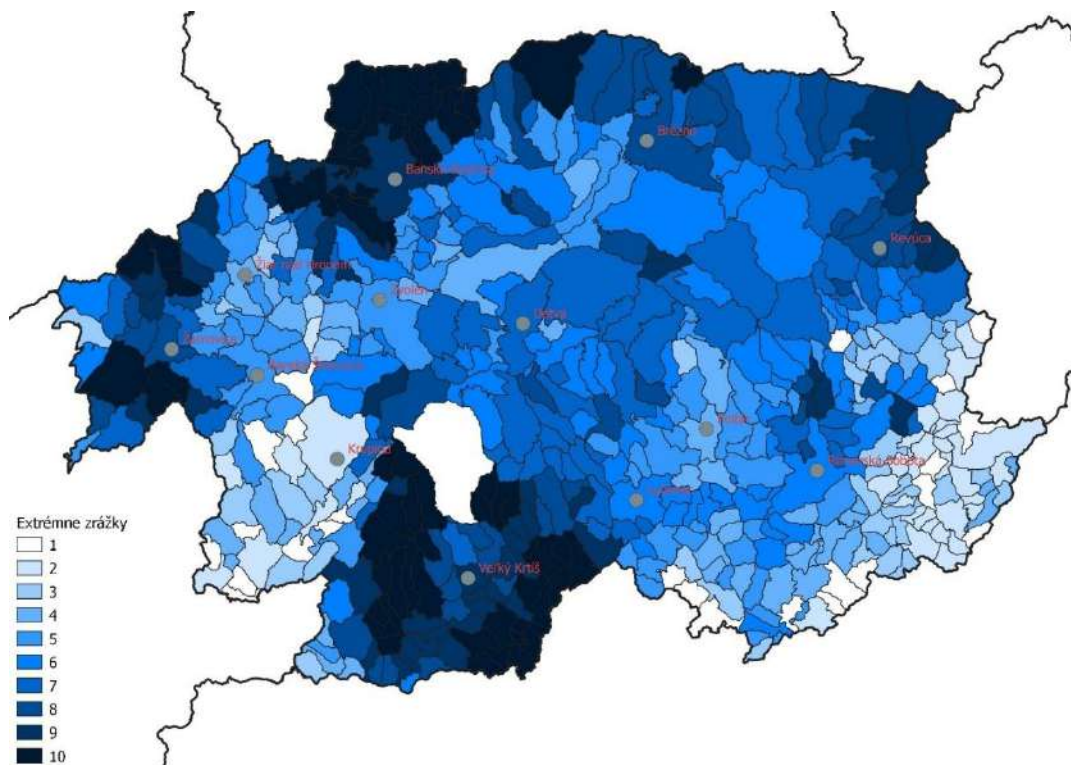 Brezno
Banská Bystrica
Revúca
Žiar nad Hronom
Zvolen
Detva
Žarnovica
Banská Štiavnica
Poltár
Krupina
Rimavská Sobota
Lučenec
Extrémne zrážky
Veľký Krtíš
1
2
3
4
5
6
7
8
9
10